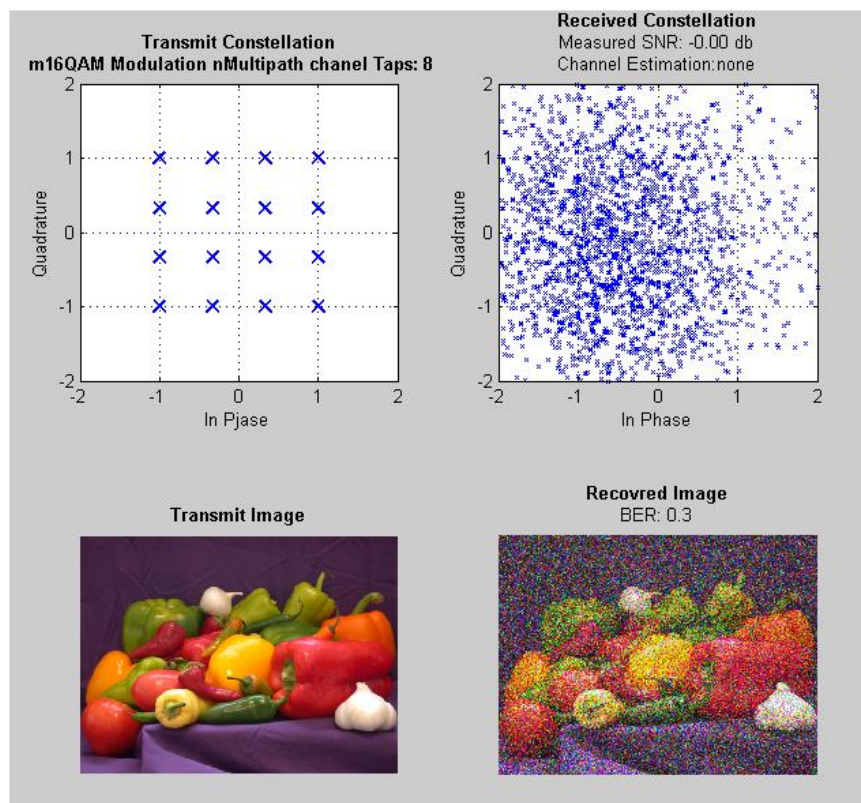 Transmit Constellation
m16QAM Modulation nMultipath chanel Taps: 8
2
1
0
-1
-2
-2 -1 0 1 2
Quadrature
In Pjase
Received Constellation
Measured SNR: -0.00 db
Channel Estimation:none
2
1
0
-1
-2
-2 -1 0 1 2
Quadrature
In Phase
Transmit Image
Recovred Image
BER: 0.3